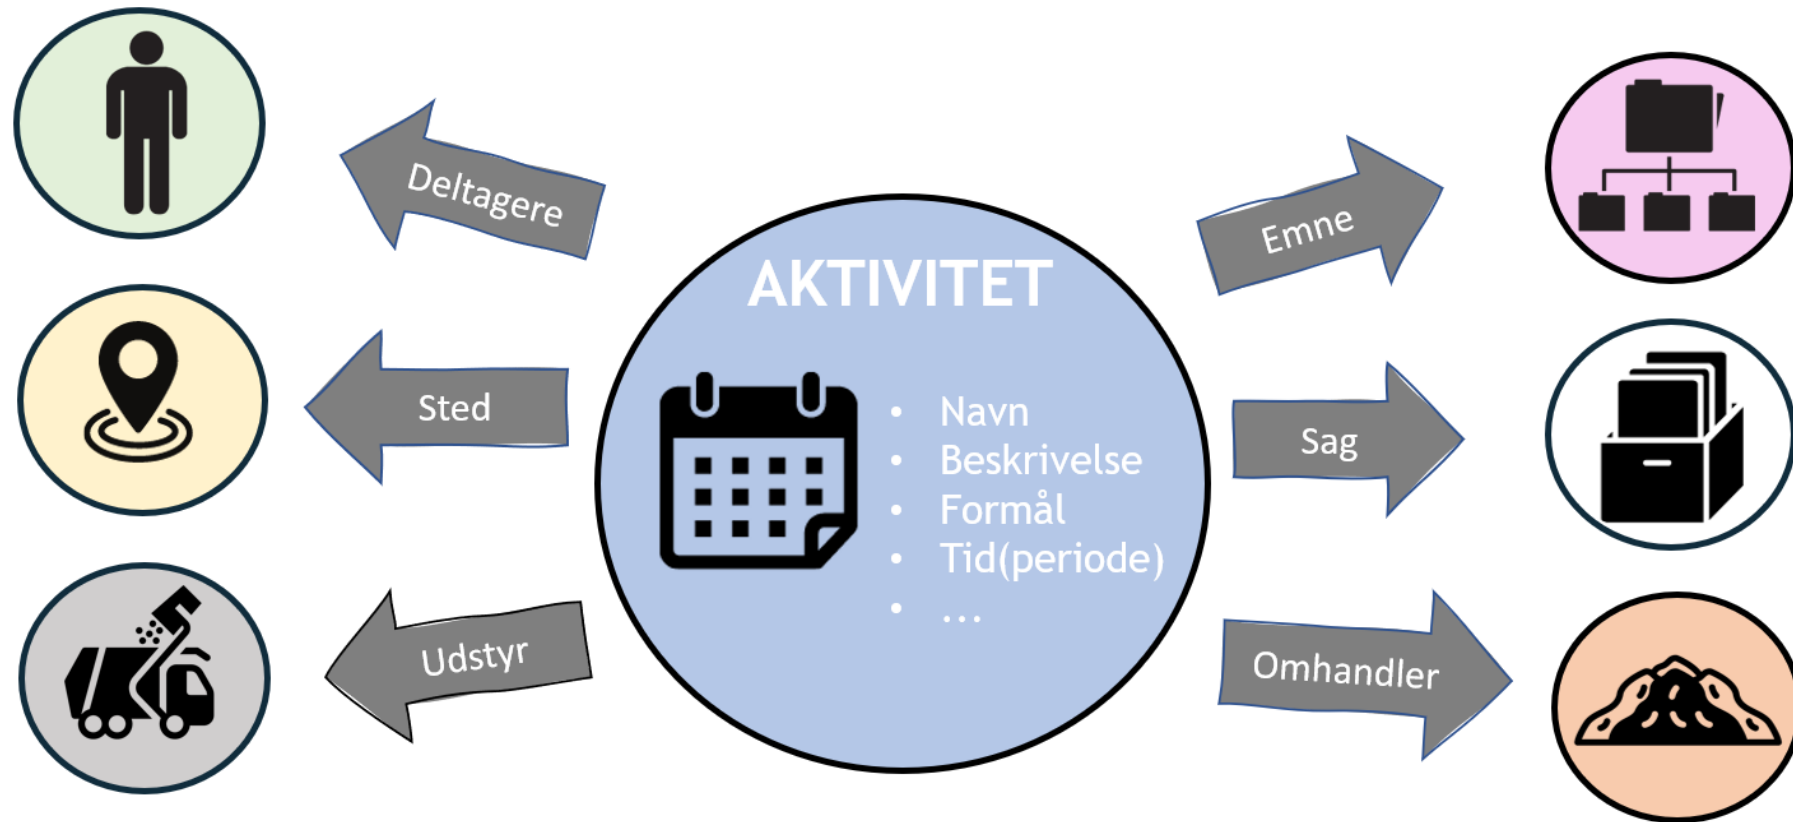 Deltagere
Sted
Udstyr
AKTIVITET
• Navn
• Beskrivelse
• Formål
• Tid(periode)
• ...
Emne
Sag
Omhandler